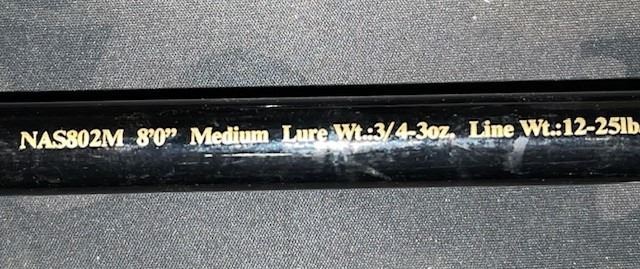 NAS802M 8'0" Medium Lure Wt.:3/4-3oz. Line Wt.:12-25lb